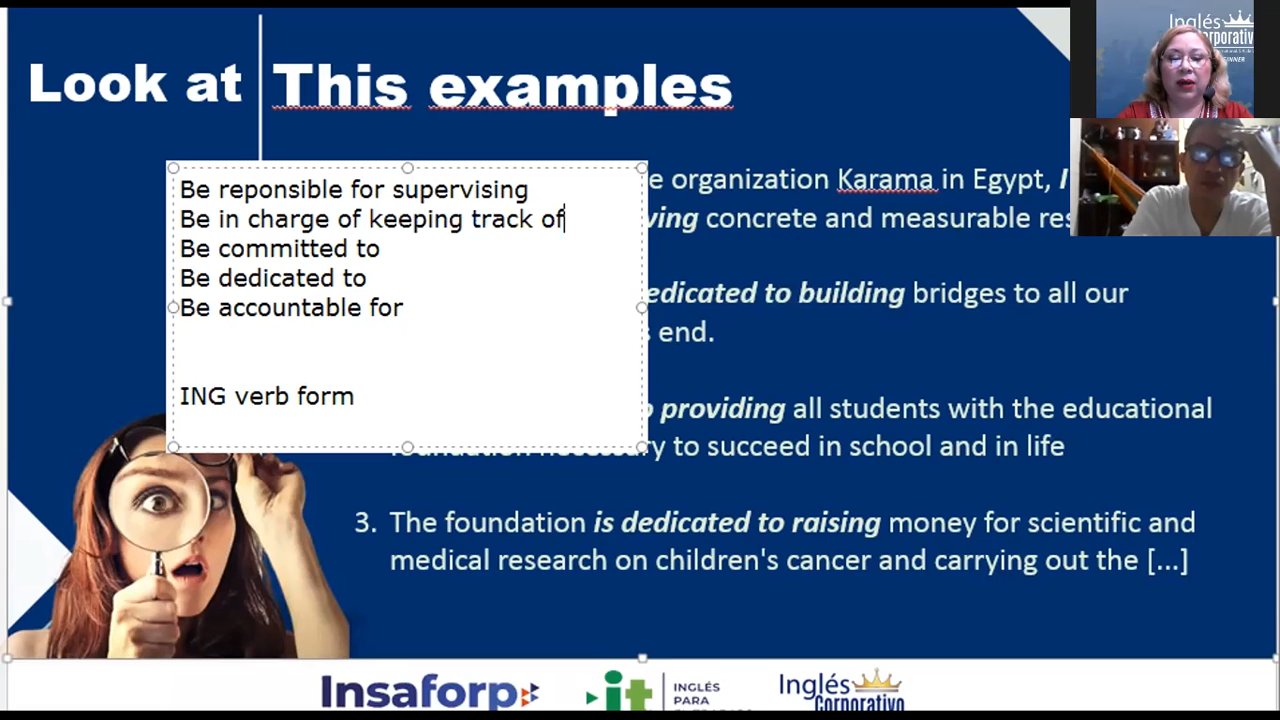 Look at
This examples
Be reponsible for supervising
Be in charge of keeping track of
Be committed to
Be dedicated to
Be accountable for
ING verb form
e organization Karama in Egypt, I
ving concrete and measurable res
edicated to building bridges to all our
s end.
o providing all students with the educational
foundation necessary to succeed in school and in life
3. The foundation is dedicated to raising money for scientific and
medical research on children's cancer and carrying out the [...]
Insaforp
it
INGLÉS
PARA
Inglés
Corporativo
Inglés
Corporativo